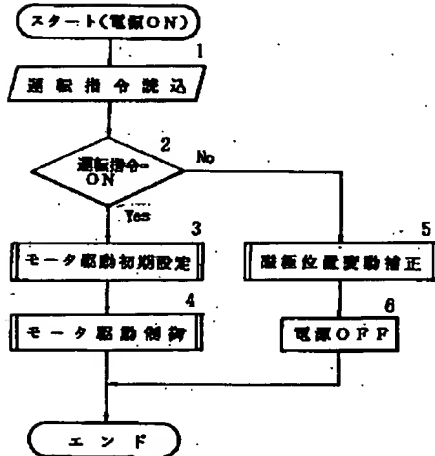 スタート(電源ON)
1
運転指令読込
2
運転指令=
ON
No
Yes
3
モータ駆動初期設定
4
モータ駆動制御
5
磁極位置変動補正
6
電源OFF
エンド